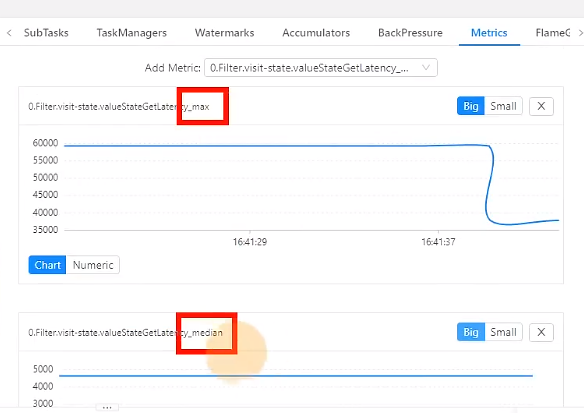 SubTasks TaskManagers Watermarks Accumulators BackPressure Metrics FlameG
Add Metric: 0.Filter.visit-state.valueStateGetLatency_...
0.Filter.visit-state.valueStateGetLatency_max Big Small X
60000
55000
50000
45000
40000
35000
16:41:29 16:41:37
Chart Numeric
0.Filter.visit-state.valueStateGetLatency_median Big Small X
5000
4000
3000
...